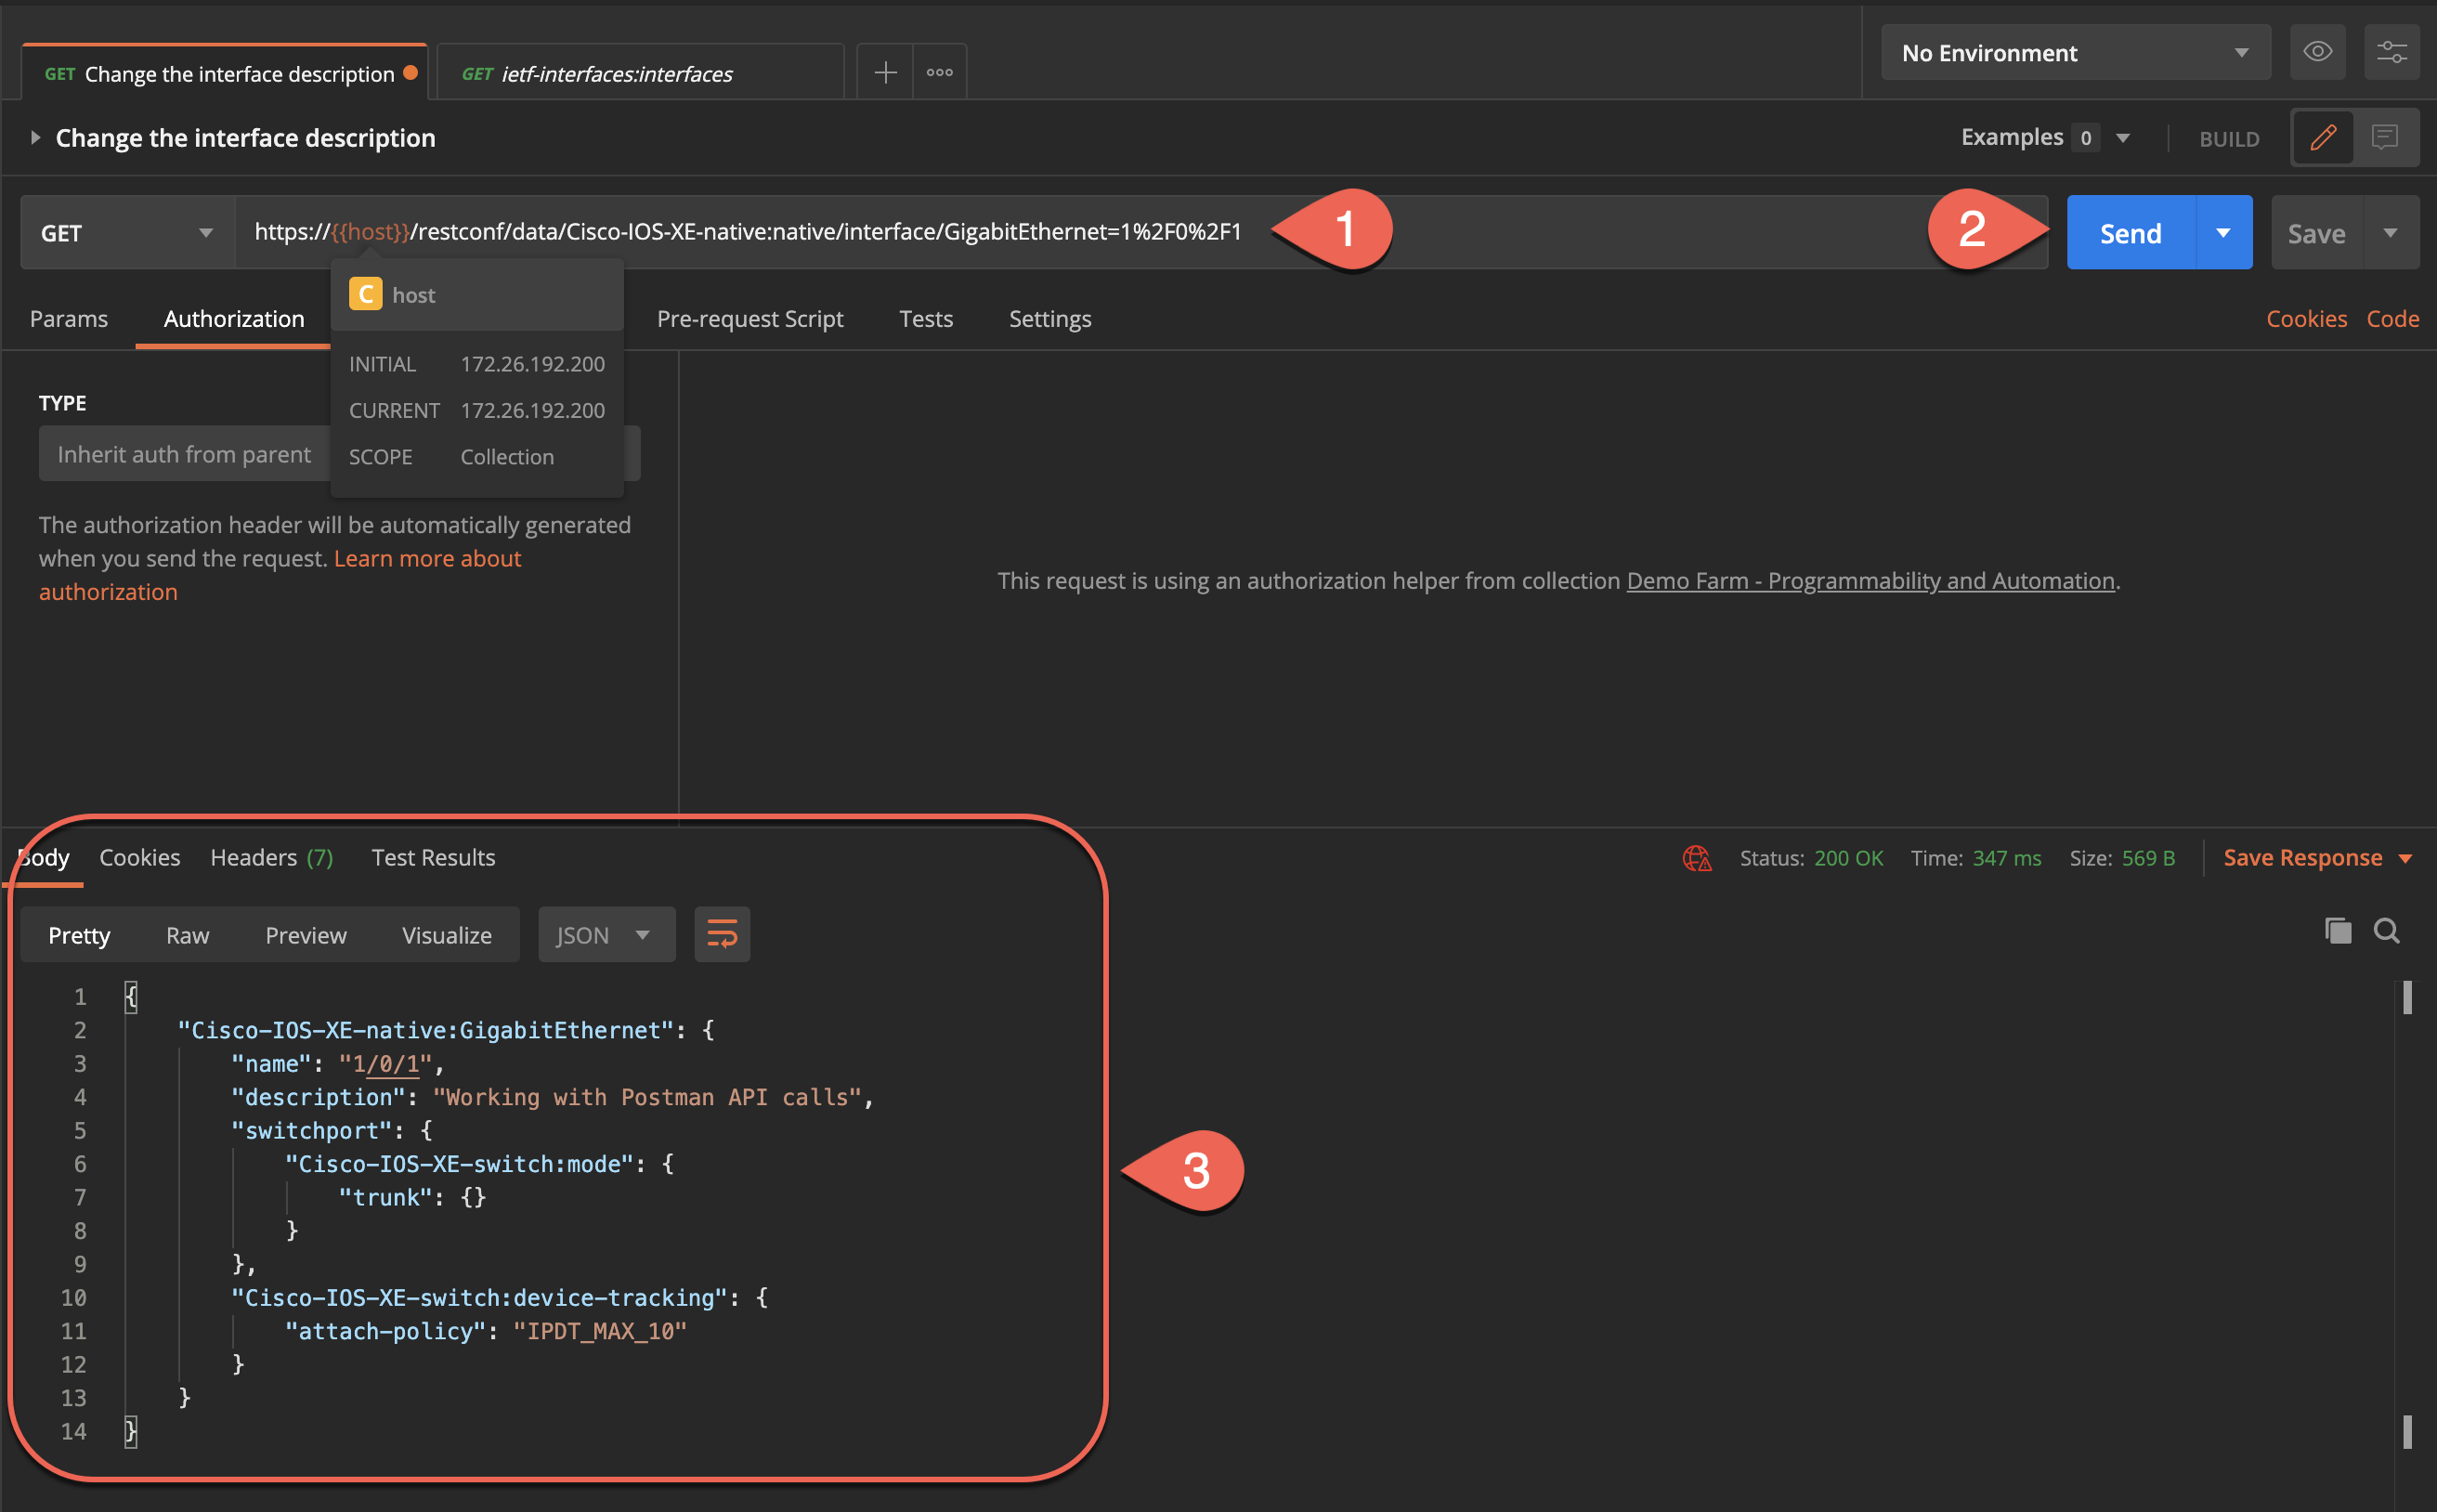 GET Change the interface description
GET ietf-interfaces:interfaces
No Environment
Change the interface description
Examples 0
BUILD
GET
https://{{host}}/restconf/data/Cisco-IOS-XE-native:native/interface/GigabitEthernet=1%2F0%2F1
1
2
Send
Save
C host
Params
Authorization
Pre-request Script
Tests
Settings
Cookies
Code
INITIAL 172.26.192.200
CURRENT 172.26.192.200
SCOPE Collection
TYPE
Inherit auth from parent
The authorization header will be automatically generated
when you send the request. Learn more about
authorization
This request is using an authorization helper from collection Demo Farm - Programmability and Automation.
Body
Cookies
Headers (7)
Test Results
Status: 200 OK
Time: 347 ms
Size: 569 B
Save Response
Pretty
Raw
Preview
Visualize
JSON
1 {
2 "Cisco-IOS-XE-native:GigabitEthernet": {
3 "name": "1/0/1",
4 "description": "Working with Postman API calls",
5 "switchport": {
6 "Cisco-IOS-XE-switch:mode": {
7 "trunk": {}
8 }
9 },
10 "Cisco-IOS-XE-switch:device-tracking": {
11 "attach-policy": "IPDT_MAX_10"
12 }
13 }
14 }
3